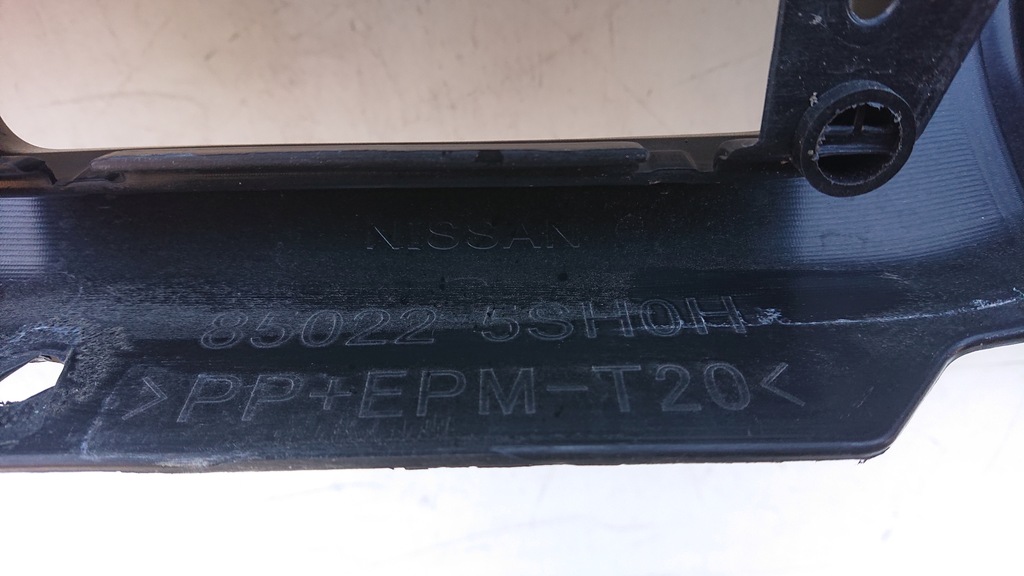 NISSAN
85022 5SH0H
>PP+EPM-T20<